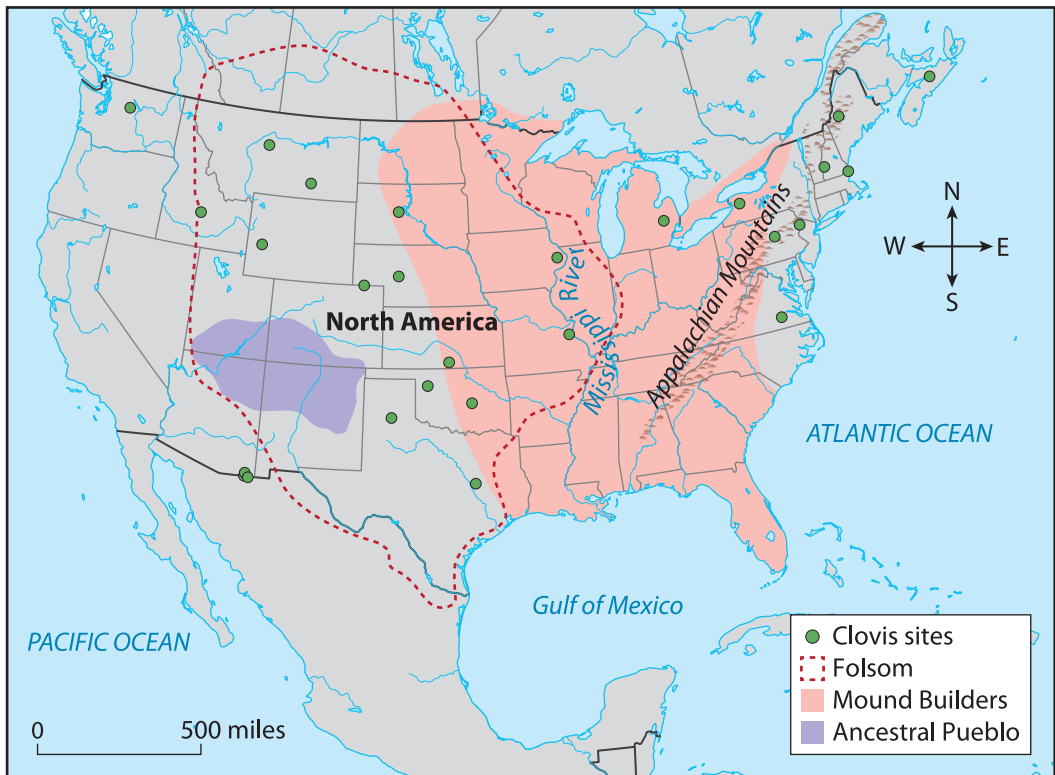 N
W E
S
North America
Mississippi River
Appalachian Mountains
ATLANTIC OCEAN
Gulf of Mexico
PACIFIC OCEAN
Clovis sites
Folsom
Mound Builders
Ancestral Pueblo
0 500 miles